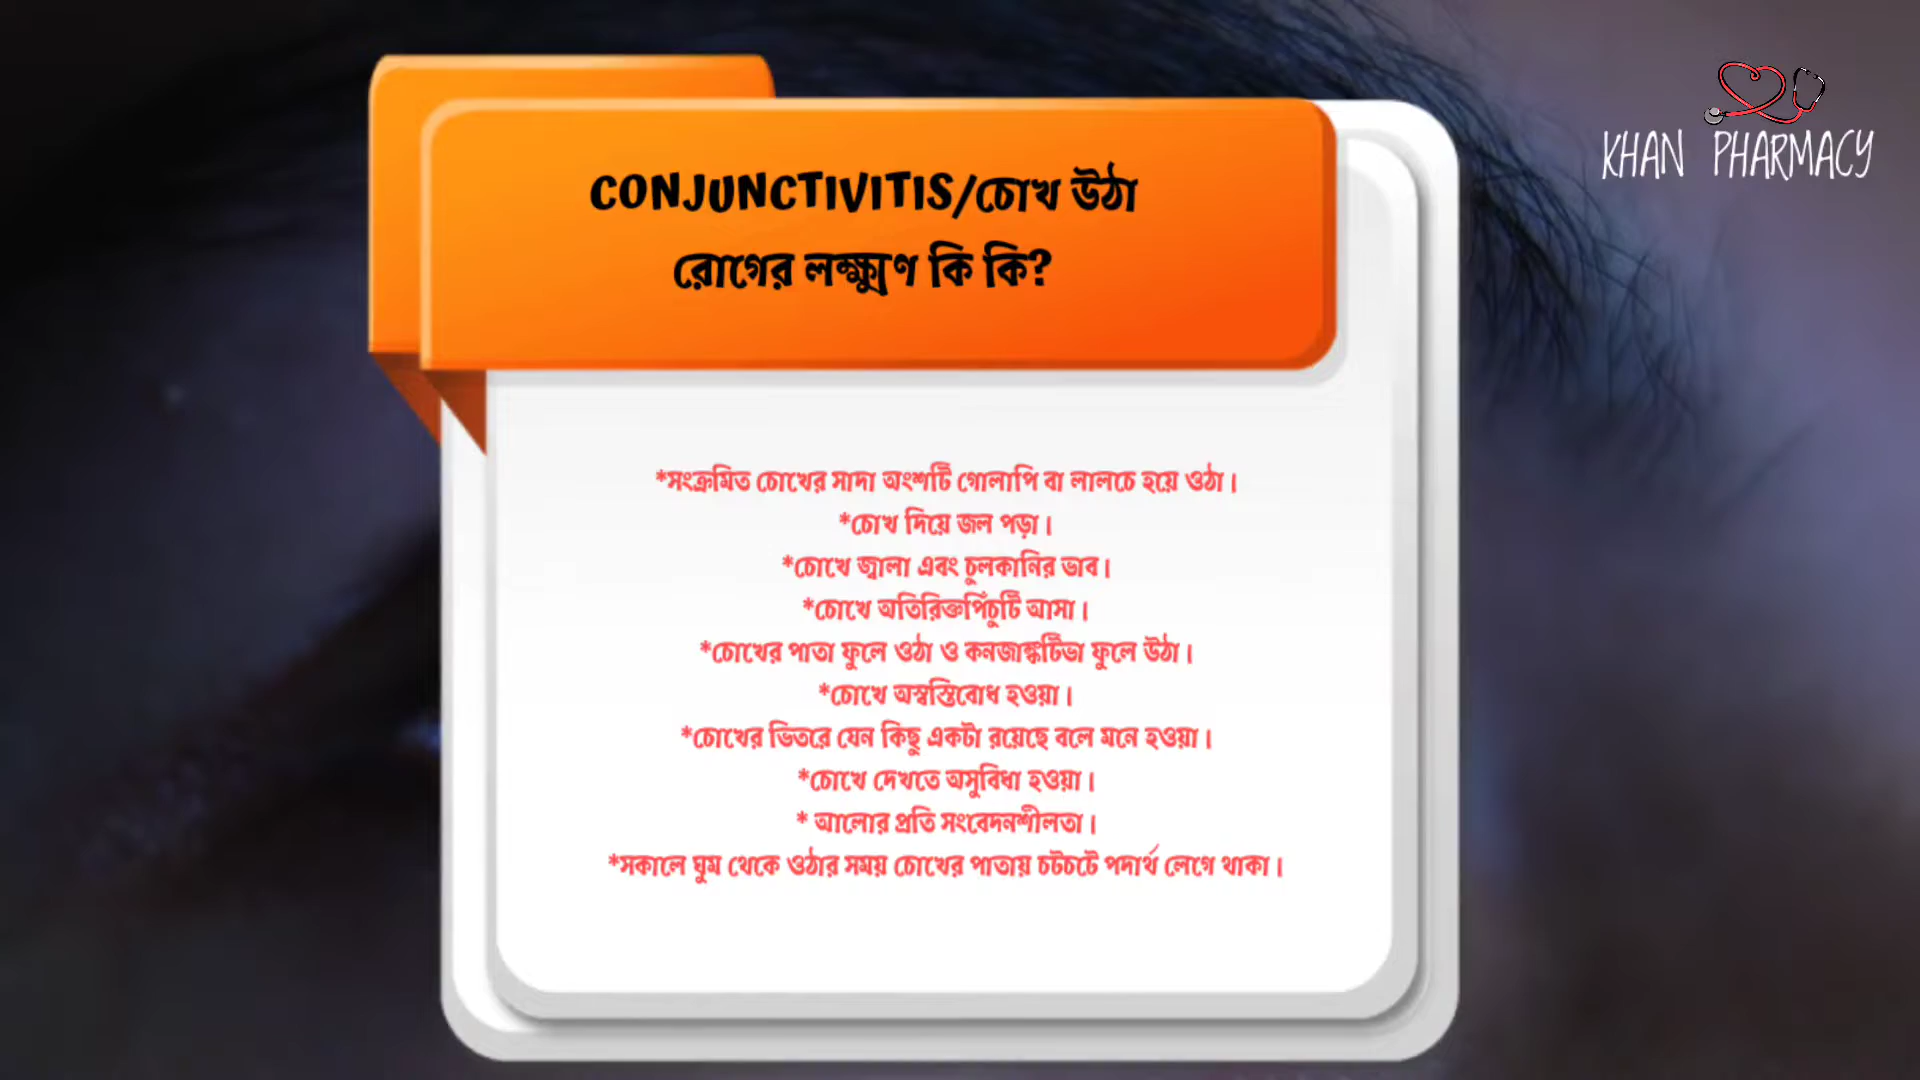 KHAN PHARMACY
CONJUNCTIVITIS/চোখ উঠা
রোগের লক্ষ্মণ কি কি?
*সংক্রমিত চোখের সাদা অংশটি গোলাপি বা লালচে হয়ে ওঠা।
*চোখ দিয়ে জল পড়া।
*চোখে জ্বালা এবং চুলকানির ভাব।
*চোখে অতিরিক্তপিঁচুটি আসা।
*চোখের পাতা ফুলে ওঠা ও কনজাঙ্কটিভা ফুলে উঠা।
*চোখে অস্বস্তিবোধ হওয়া।
*চোখের ভিতরে যেন কিছু একটা রয়েছে বলে মনে হওয়া।
*চোখে দেখতে অসুবিধা হওয়া।
* আলোর প্রতি সংবেদনশীলতা।
*সকালে ঘুম থেকে ওঠার সময় চোখের পাতায় চটচটে পদার্থ লেগে থাকা।